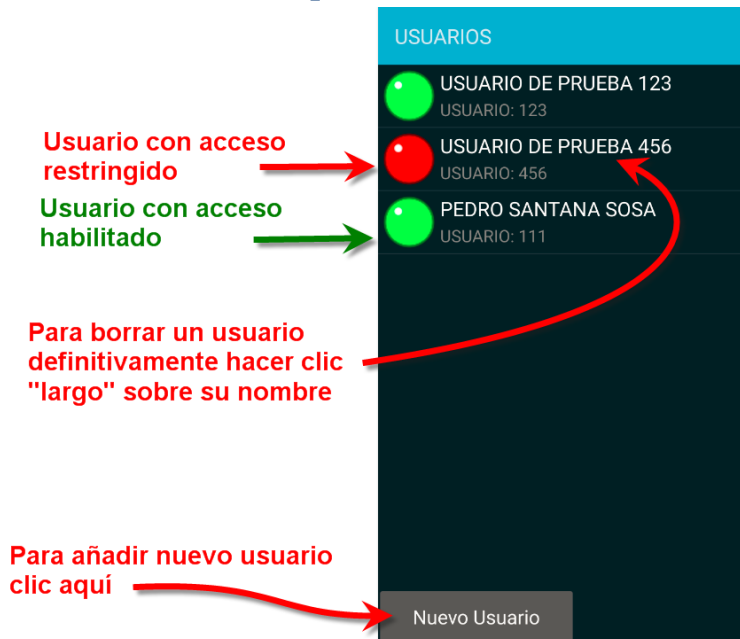 USUARIOS
USUARIO DE PRUEBA 123
USUARIO: 123
Usuario con acceso
restringido
USUARIO DE PRUEBA 456
USUARIO: 456
Usuario con acceso
habilitado
PEDRO SANTANA SOSA
USUARIO: 111
Para borrar un usuario
definitivamente hacer clic
"largo" sobre su nombre
Para añadir nuevo usuario
clic aquí
Nuevo Usuario